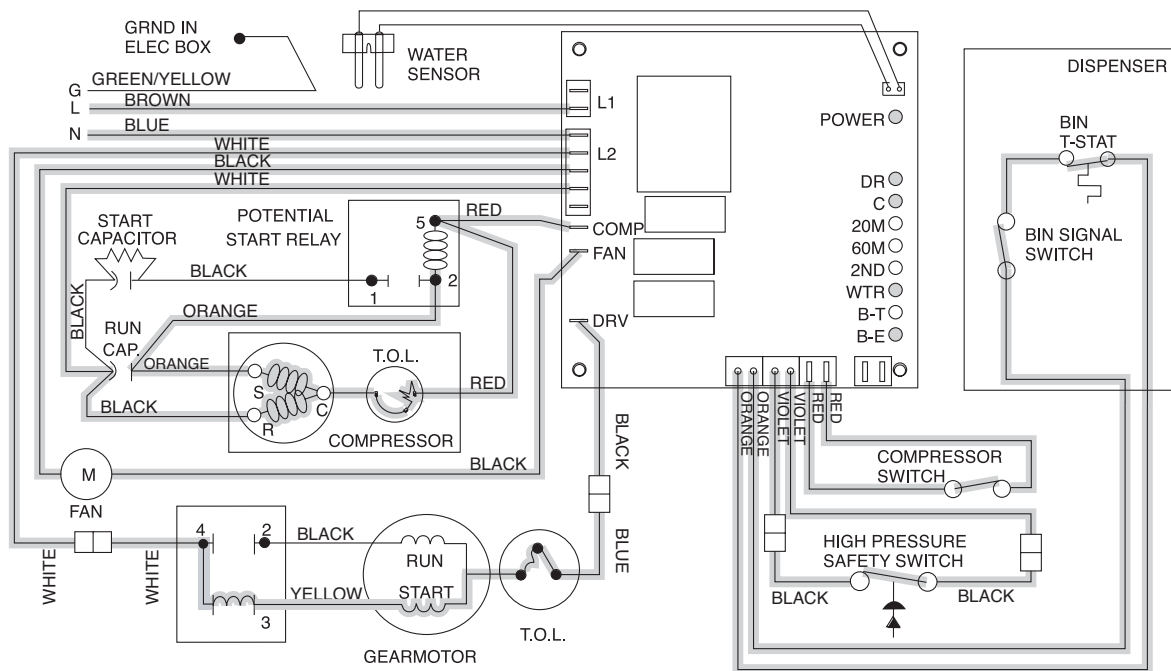 GRND IN
ELEC BOX
WATER
SENSOR
DISPENSER
G GREEN/YELLOW
L BROWN
N BLUE
WHITE
BLACK
WHITE
L1
L2
POWER
BIN
T-STAT
DR
C
20M
60M
2ND
WTR
B-T
B-E
BIN SIGNAL
SWITCH
POTENTIAL
START RELAY
5
RED
COMP
FAN
START
CAPACITOR
BLACK
1
2
BLACK
ORANGE
RUN
CAP.
DRV
ORANGE
T.O.L.
S
C
R
RED
BLACK
COMPRESSOR
ORANGE
ORANGE
VIOLET
VIOLET
RED
RED
BLACK
M
FAN
BLACK
COMPRESSOR
SWITCH
4
2
BLACK
RUN
WHITE
WHITE
YELLOW
START
3
BLUE
T.O.L.
GEARMOTOR
HIGH PRESSURE
SAFETY SWITCH
BLACK
BLACK